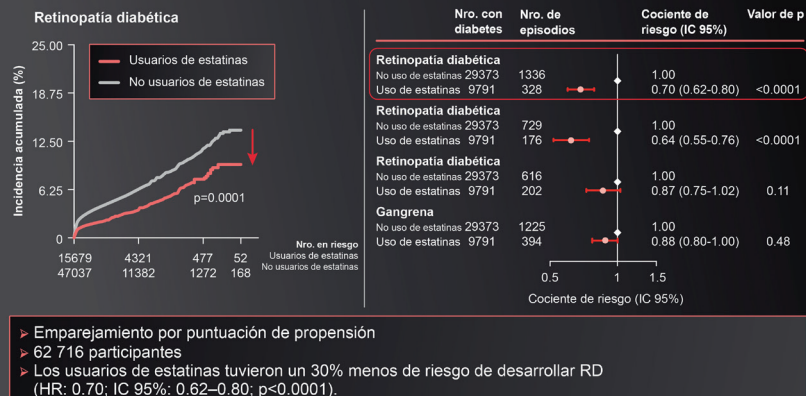 Retinopatía diabética
25.00
18.75
12.50
6.25
0
Incidencia acumulada (%)
Usuarios de estatinas
No usuarios de estatinas
p=0.0001
Nro. en riesgo
15679 4321 477 52 Usuarios de estatinas
47037 11382 1272 168 No usuarios de estatinas
Nro. con diabetes Nro. de episodios Cociente de riesgo (IC 95%) Valor de p
Retinopatía diabética
No uso de estatinas 29373 1336 1.00
Uso de estatinas 9791 328 0.70 (0.62-0.80) <0.0001
Retinopatía diabética
No uso de estatinas 29373 729 1.00
Uso de estatinas 9791 176 0.64 (0.55-0.76) <0.0001
Retinopatía diabética
No uso de estatinas 29373 616 1.00
Uso de estatinas 9791 202 0.87 (0.75-1.02) 0.11
Gangrena
No uso de estatinas 29373 1225 1.00
Uso de estatinas 9791 394 0.88 (0.80-1.00) 0.48
0.5 1 1.5
Cociente de riesgo (IC 95%)
Emparejamiento por puntuación de propensión
62 716 participantes
Los usuarios de estatinas tuvieron un 30% menos de riesgo de desarrollar RD
(HR: 0.70; IC 95%: 0.62–0.80; p<0.0001).